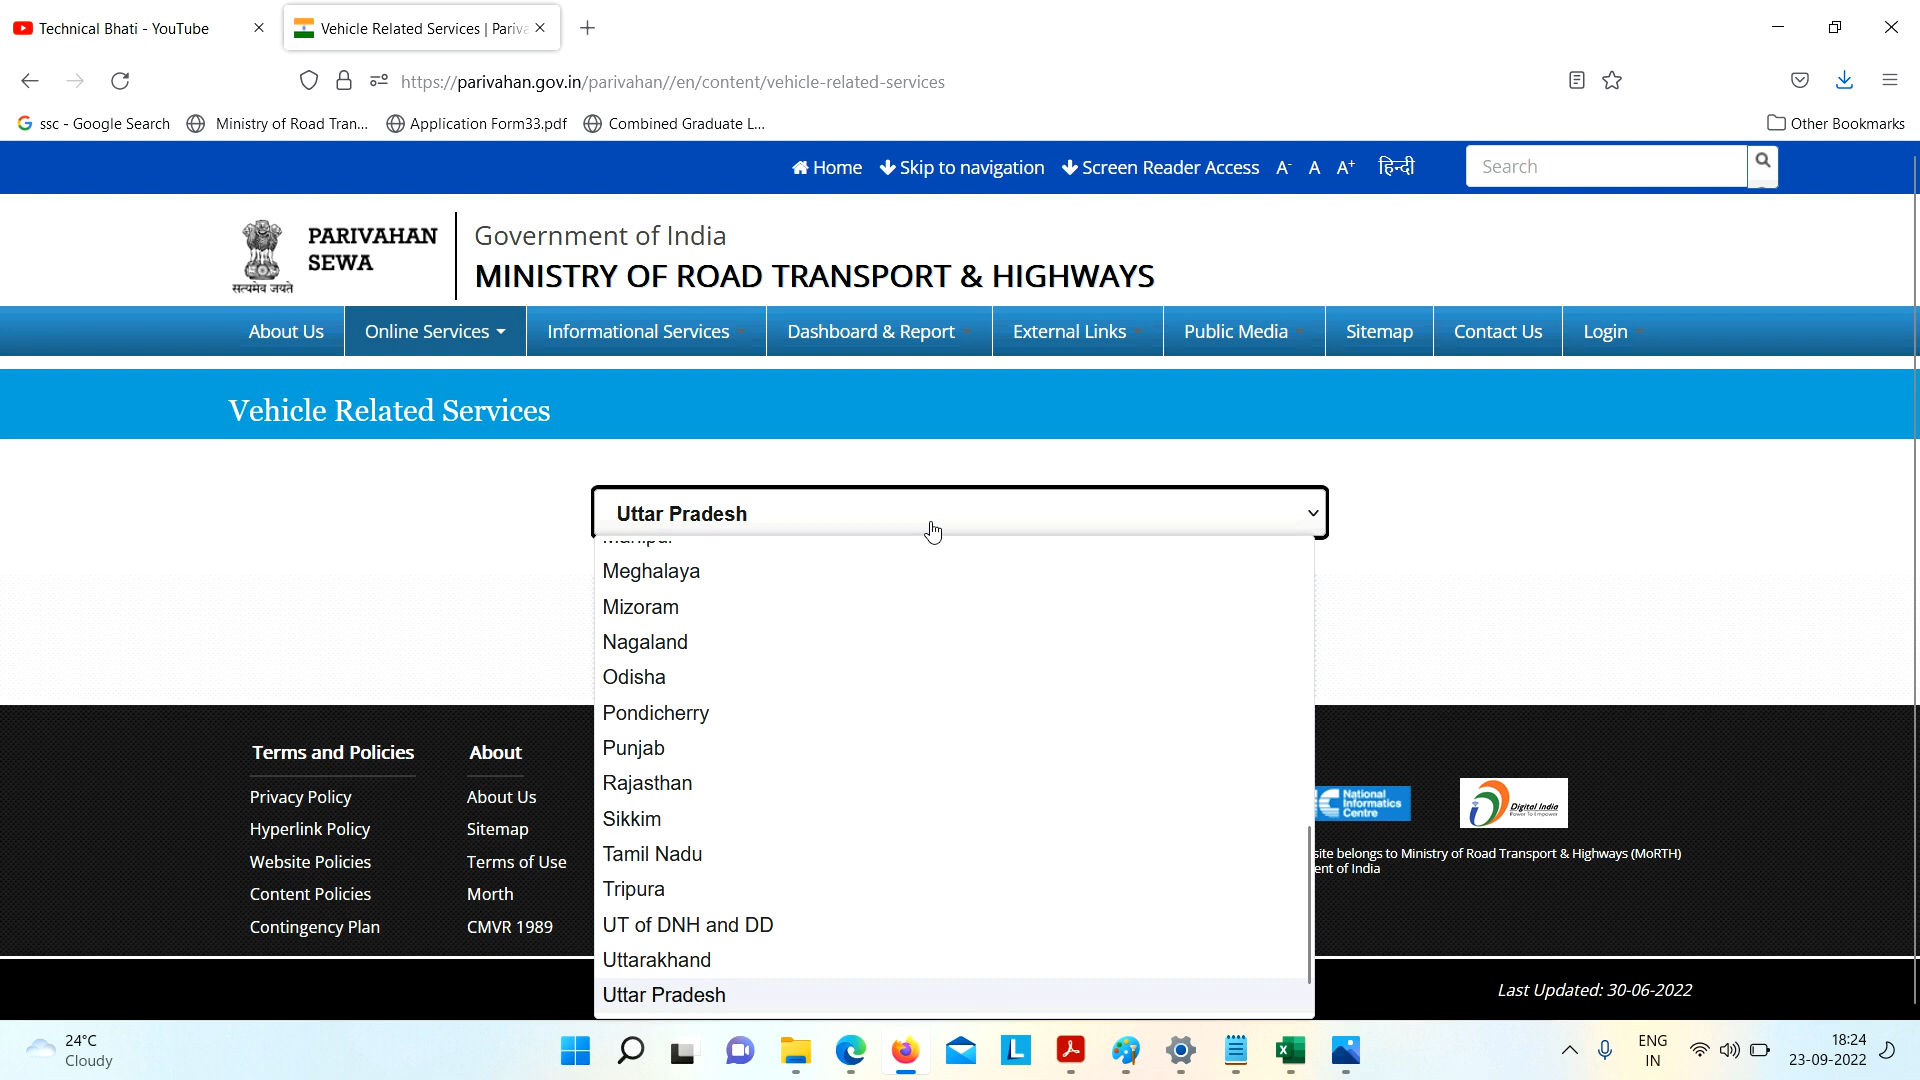 Technical Bhati - YouTube
Vehicle Related Services | Pariva
https://parivahan.gov.in/parivahan//en/content/vehicle-related-services
ssc - Google Search
Ministry of Road Tran...
Application Form33.pdf
Combined Graduate L...
Other Bookmarks
Home
Skip to navigation
Screen Reader Access
A-
A
A+
हिन्दी
Search
सत्यमेव जयते
PARIVAHAN
SEWA
Government of India
MINISTRY OF ROAD TRANSPORT & HIGHWAYS
About Us
Online Services
Informational Services
Dashboard & Report
External Links
Public Media
Sitemap
Contact Us
Login
Vehicle Related Services
Uttar Pradesh
Meghalaya
Mizoram
Nagaland
Odisha
Pondicherry
Punjab
Rajasthan
Sikkim
Tamil Nadu
Tripura
UT of DNH and DD
Uttarakhand
Uttar Pradesh
Terms and Policies
Privacy Policy
Hyperlink Policy
Website Policies
Content Policies
Contingency Plan
About
About Us
Sitemap
Terms of Use
Morth
CMVR 1989
National
Informatics
Centre
Digital India
Power To Empower
site belongs to Ministry of Road Transport & Highways (MoRTH)
ent of India
Last Updated: 30-06-2022
24°C
Cloudy
L
ENG
IN
18:24
23-09-2022